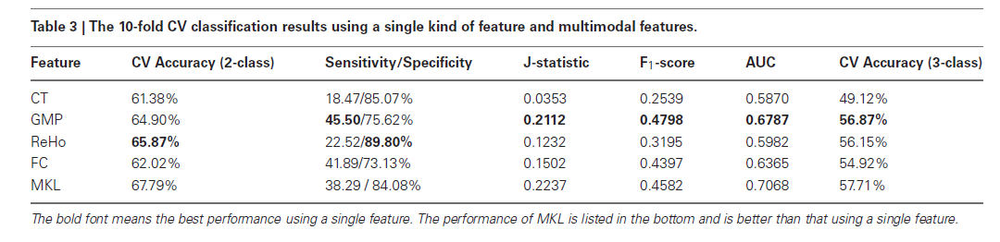 Table 3 | The 10-fold CV classification results using a single kind of feature and multimodal features.
Feature CV Accuracy (2-class) Sensitivity/Specificity J-statistic F1-score AUC CV Accuracy (3-class)
CT 61.38% 18.47/85.07% 0.0353 0.2539 0.5870 49.12%
GMP 64.90% 45.50/75.62% 0.2112 0.4798 0.6787 56.87%
ReHo 65.87% 22.52/89.80% 0.1232 0.3195 0.5982 56.15%
FC 62.02% 41.89/73.13% 0.1502 0.4397 0.6365 54.92%
MKL 67.79% 38.29 / 84.08% 0.2237 0.4582 0.7068 57.71%
The bold font means the best performance using a single feature. The performance of MKL is listed in the bottom and is better than that using a single feature.